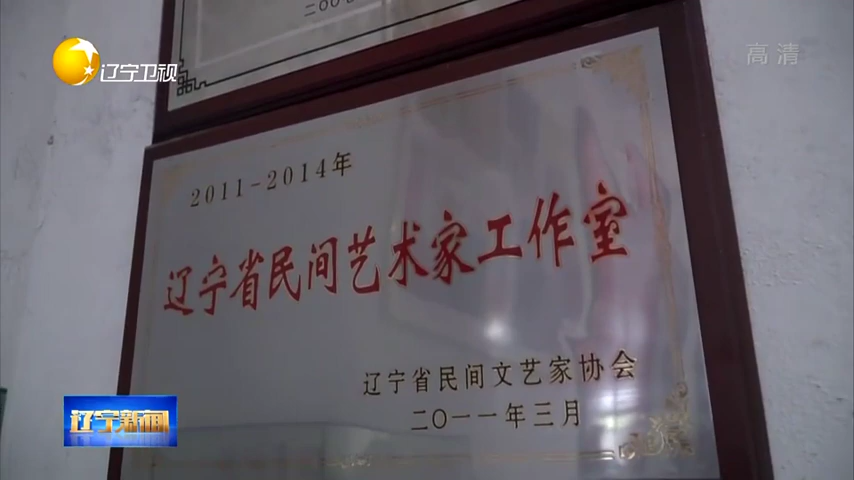 辽宁卫视
高清
2011-2014年
辽宁省民间艺术家工作室
辽宁省民间文艺家协会
二〇一一年三月
辽宁新闻